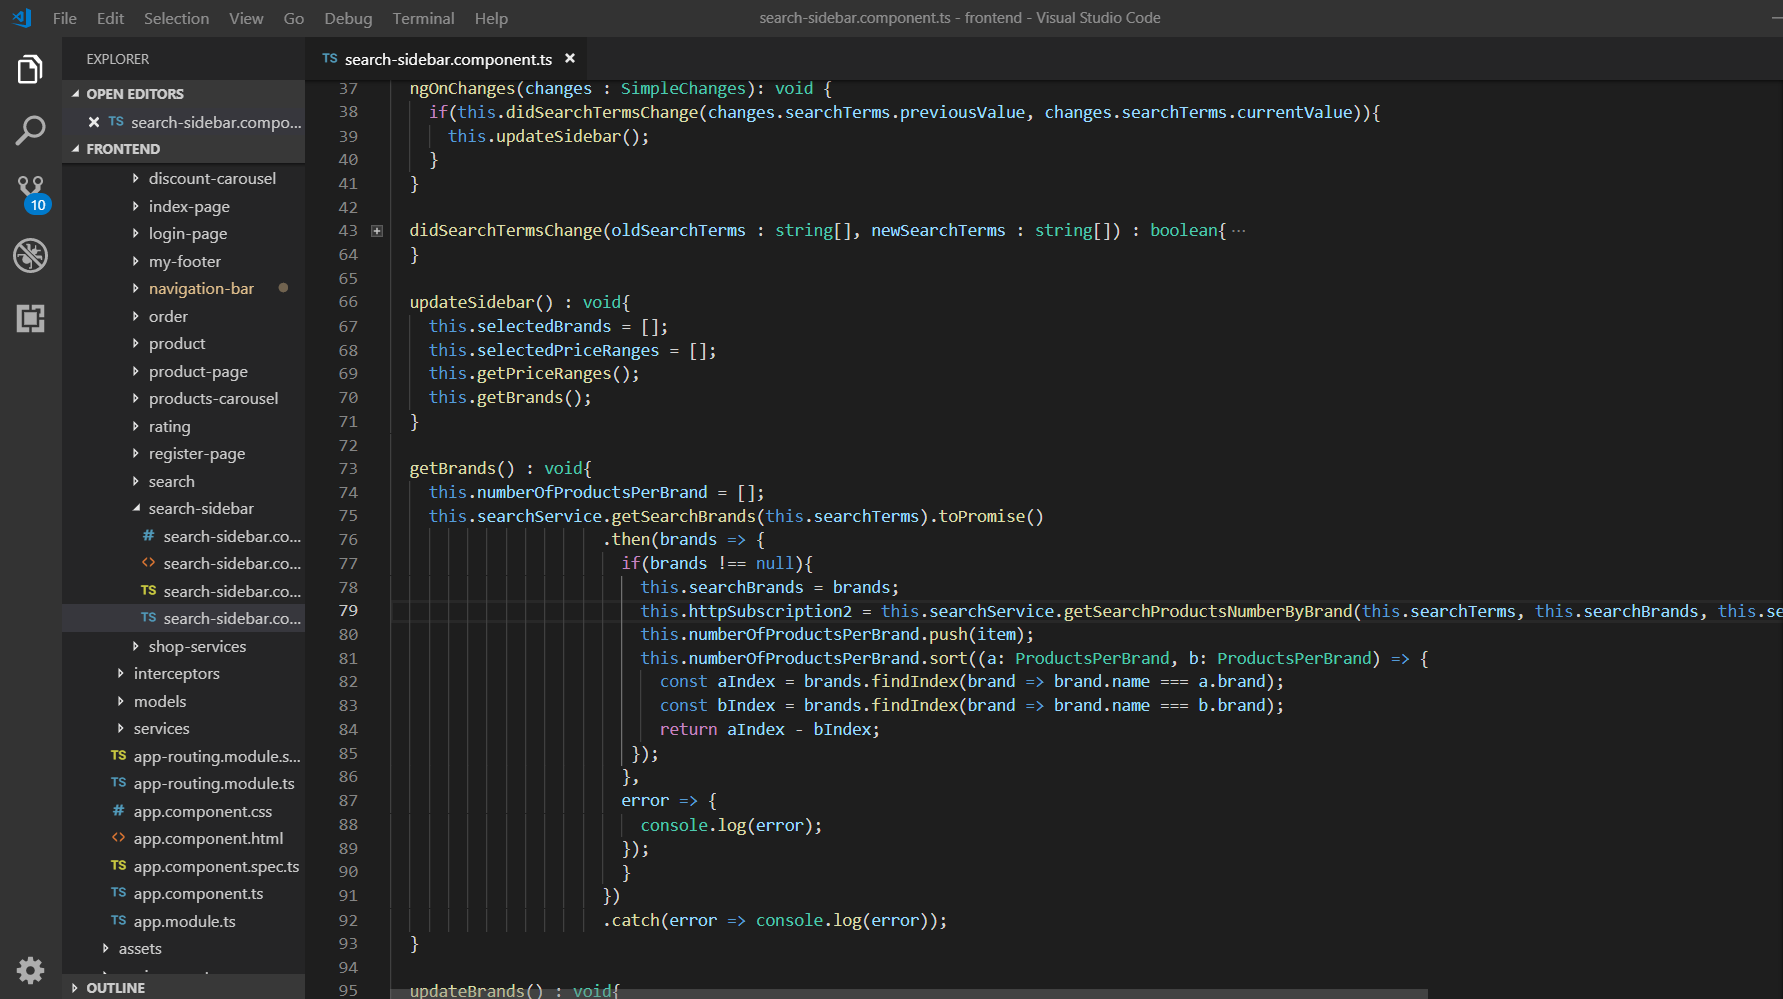 File Edit Selection View Go Debug Terminal Help
search-sidebar.component.ts - frontend - Visual Studio Code
EXPLORER
OPEN EDITORS
TS search-sidebar.compo...
FRONTEND
discount-carousel
index-page
login-page
my-footer
navigation-bar
order
product
product-page
products-carousel
rating
register-page
search
search-sidebar
# search-sidebar.co...
<> search-sidebar.co...
TS search-sidebar.co...
TS search-sidebar.co...
shop-services
interceptors
models
services
TS app-routing.module.s...
TS app-routing.module.ts
# app.component.css
<> app.component.html
TS app.component.spec.ts
TS app.component.ts
TS app.module.ts
assets
OUTLINE
10
TS search-sidebar.component.ts
37 ngOnChanges(changes : SimpleChanges): void {
38 if(this.didSearchTermsChange(changes.searchTerms.previousValue, changes.searchTerms.currentValue)){
39 this.updateSidebar();
40 }
41 }
42
43 didSearchTermsChange(oldSearchTerms : string[], newSearchTerms : string[]) : boolean{ ...
64 }
65
66 updateSidebar() : void{
67 this.selectedBrands = [];
68 this.selectedPriceRanges = [];
69 this.getPriceRanges();
70 this.getBrands();
71 }
72
73 getBrands() : void{
74 this.numberOfProductsPerBrand = [];
75 this.searchService.getSearchBrands(this.searchTerms).toPromise()
76 .then(brands => {
77 if(brands !== null){
78 this.searchBrands = brands;
79 this.httpSubscription2 = this.searchService.getSearchProductsNumberByBrand(this.searchTerms, this.searchBrands, this.se
80 this.numberOfProductsPerBrand.push(item);
81 this.numberOfProductsPerBrand.sort((a: ProductsPerBrand, b: ProductsPerBrand) => {
82 const aIndex = brands.findIndex(brand => brand.name === a.brand);
83 const bIndex = brands.findIndex(brand => brand.name === b.brand);
84 return aIndex - bIndex;
85 });
86 },
87 error => {
88 console.log(error);
89 });
90 }
91 })
92 .catch(error => console.log(error));
93 }
94
95 updateBrands() : void{